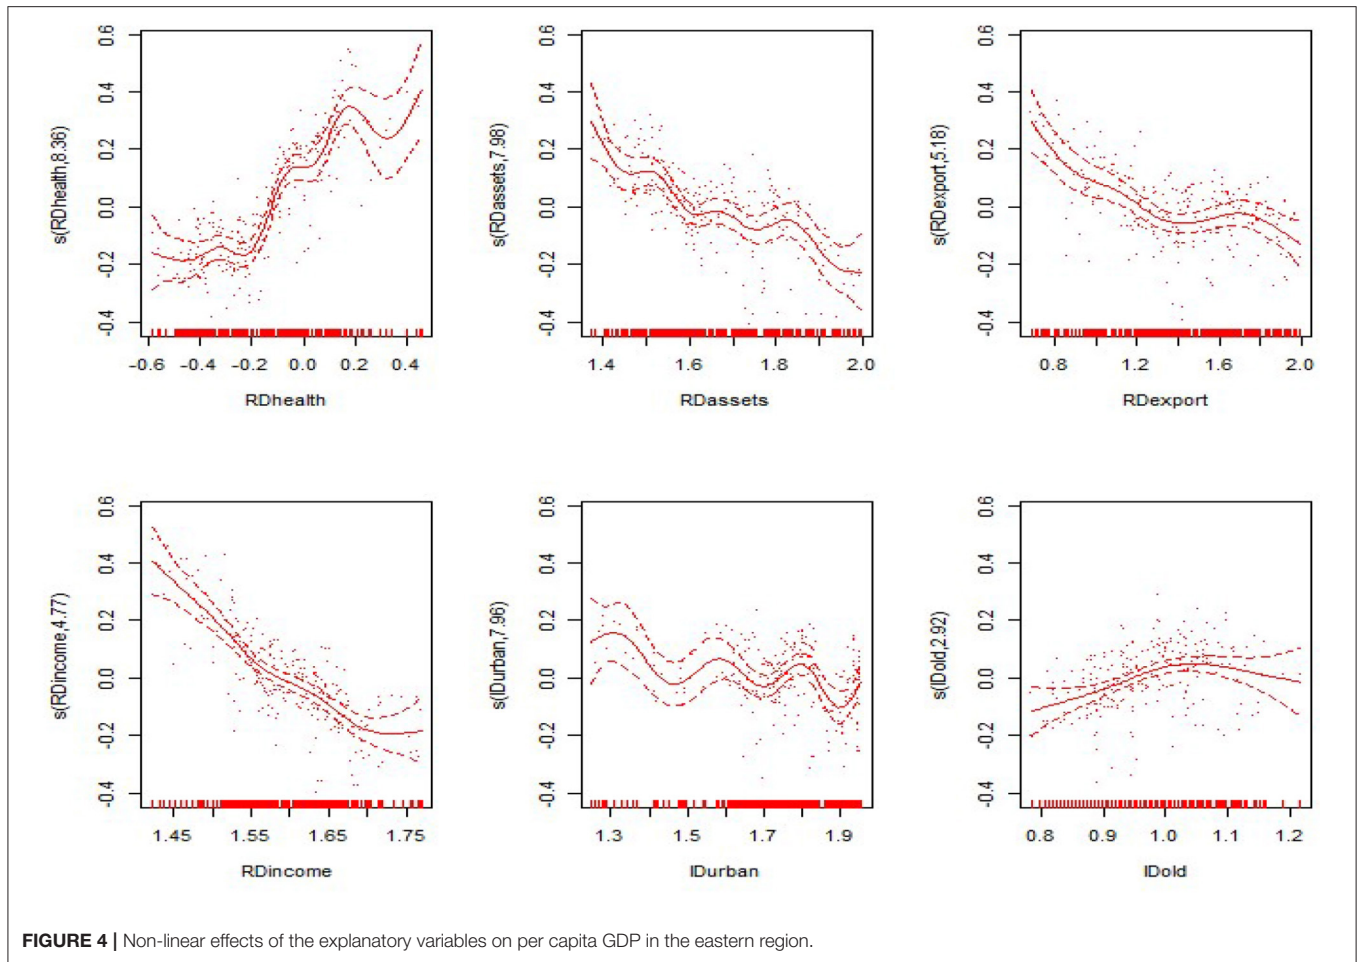 0.6
0.4
0.2
0.0
-0.2
-0.4
s(RDhealth,8.36)
-0.6 -0.4 -0.2 0.0 0.2 0.4
RDhealth
0.6
0.4
0.2
0.0
-0.2
-0.4
s(RDassets,7.98)
1.4 1.6 1.8 2.0
RDassets
0.6
0.4
0.2
0.0
-0.2
-0.4
s(RDexport,5.18)
0.8 1.2 1.6 2.0
RDexport
0.6
0.4
0.2
0.0
-0.2
-0.4
s(RDincome,4.77)
1.45 1.55 1.65 1.75
RDincome
0.6
0.4
0.2
0.0
-0.2
-0.4
s(IDurban,7.96)
1.3 1.5 1.7 1.9
IDurban
0.6
0.4
0.2
0.0
-0.2
-0.4
s(IDold,2.92)
0.8 0.9 1.0 1.1 1.2
IDold
FIGURE 4 | Non-linear effects of the explanatory variables on per capita GDP in the eastern region.